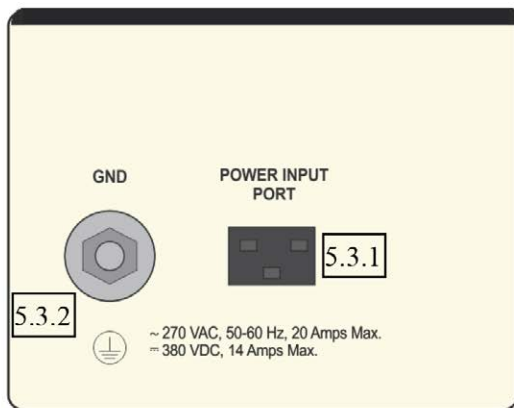 GND
POWER INPUT
PORT
5.3.1
5.3.2
~ 270 VAC, 50-60 Hz, 20 Amps Max.
⎓ 380 VDC, 14 Amps Max.